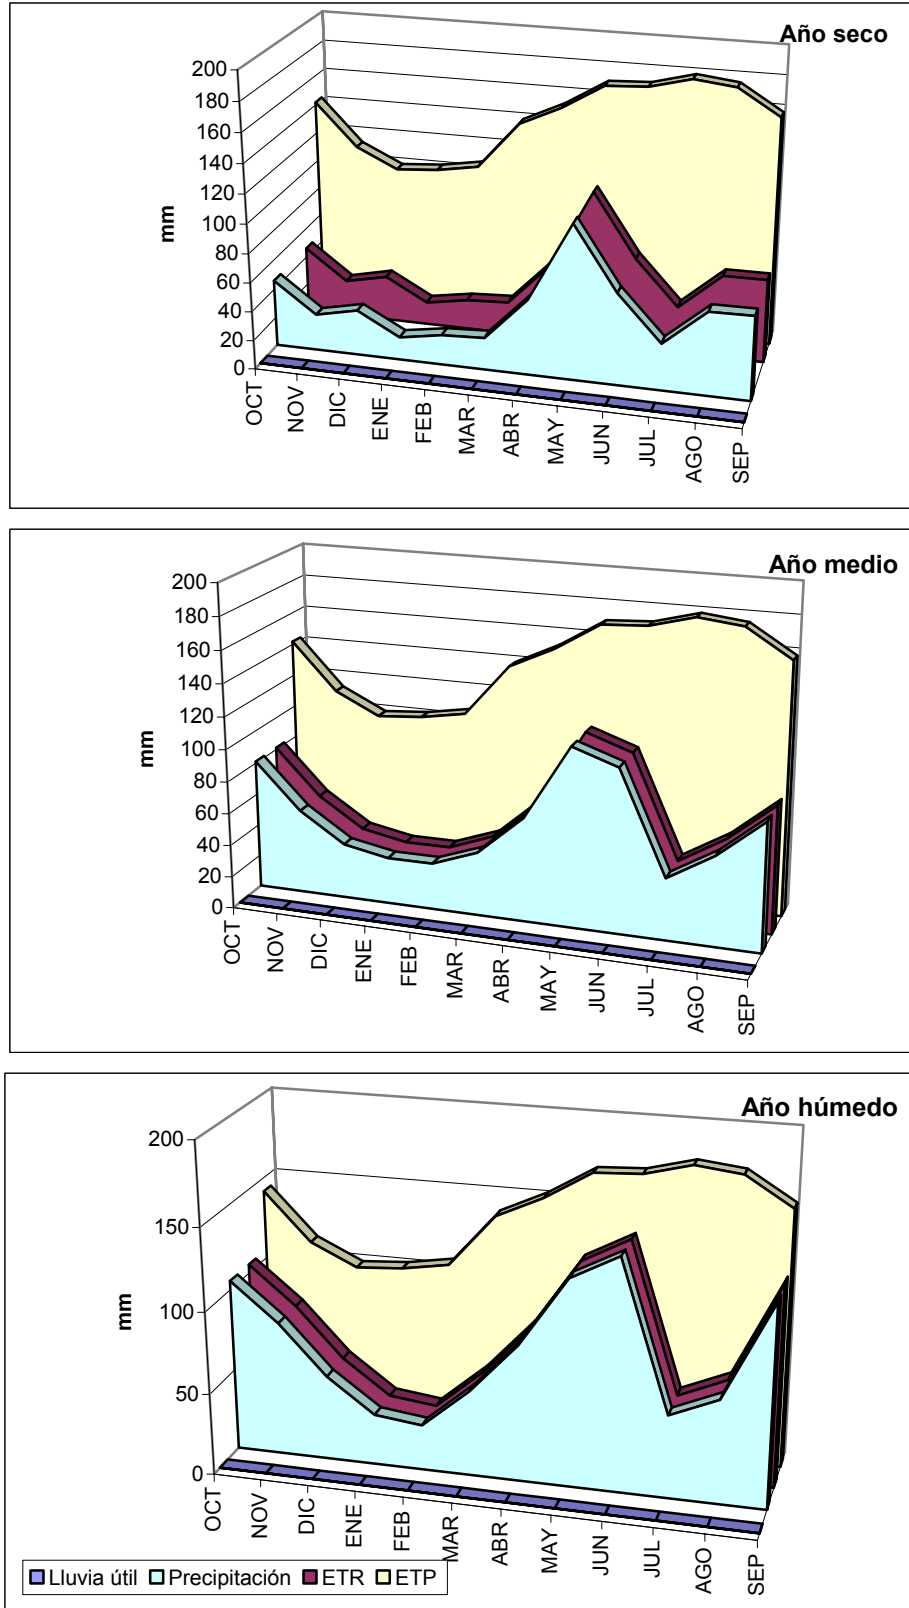 Año seco
200
180
160
140
120
100
80
60
40
20
0
mm
OCT
NOV
DIC
ENE
FEB
MAR
ABR
MAY
JUN
JUL
AGO
SEP
Año medio
200
180
160
140
120
100
80
60
40
20
0
mm
OCT
NOV
DIC
ENE
FEB
MAR
ABR
MAY
JUN
JUL
AGO
SEP
Año húmedo
200
150
100
50
0
mm
OCT
NOV
DIC
ENE
FEB
MAR
ABR
MAY
JUN
JUL
AGO
SEP
Lluvia útil Precipitación ETR ETP